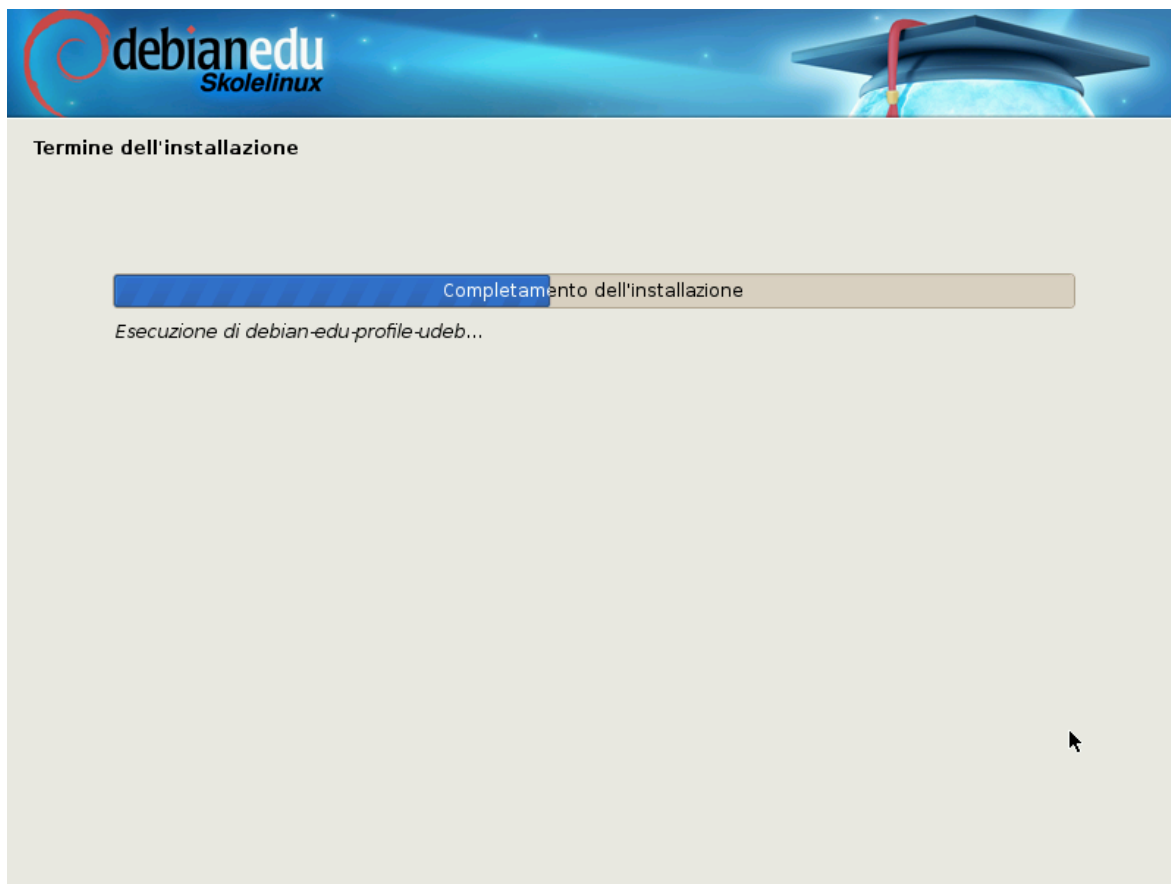 debianedu
Skolelinux
Termine dell'installazione
Completamento dell'installazione
Esecuzione di debian-edu-profile-udeb...